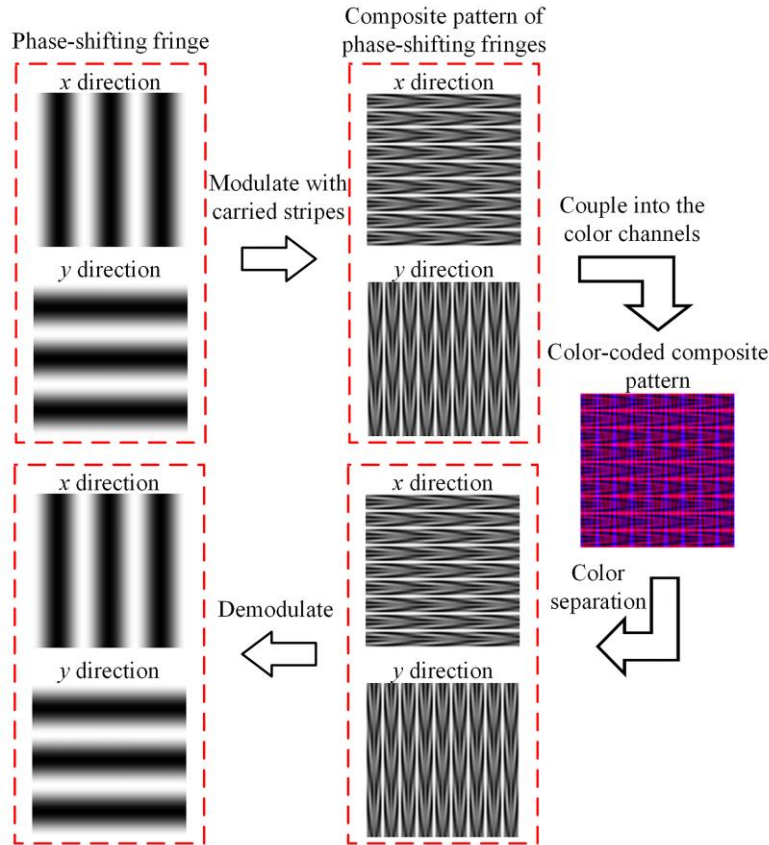 Phase-shifting fringe
x direction
y direction
Modulate with
carried stripes
Composite pattern of
phase-shifting fringes
x direction
y direction
Couple into the
color channels
Color-coded composite
pattern
Color
separation
x direction
y direction
Demodulate
x direction
y direction